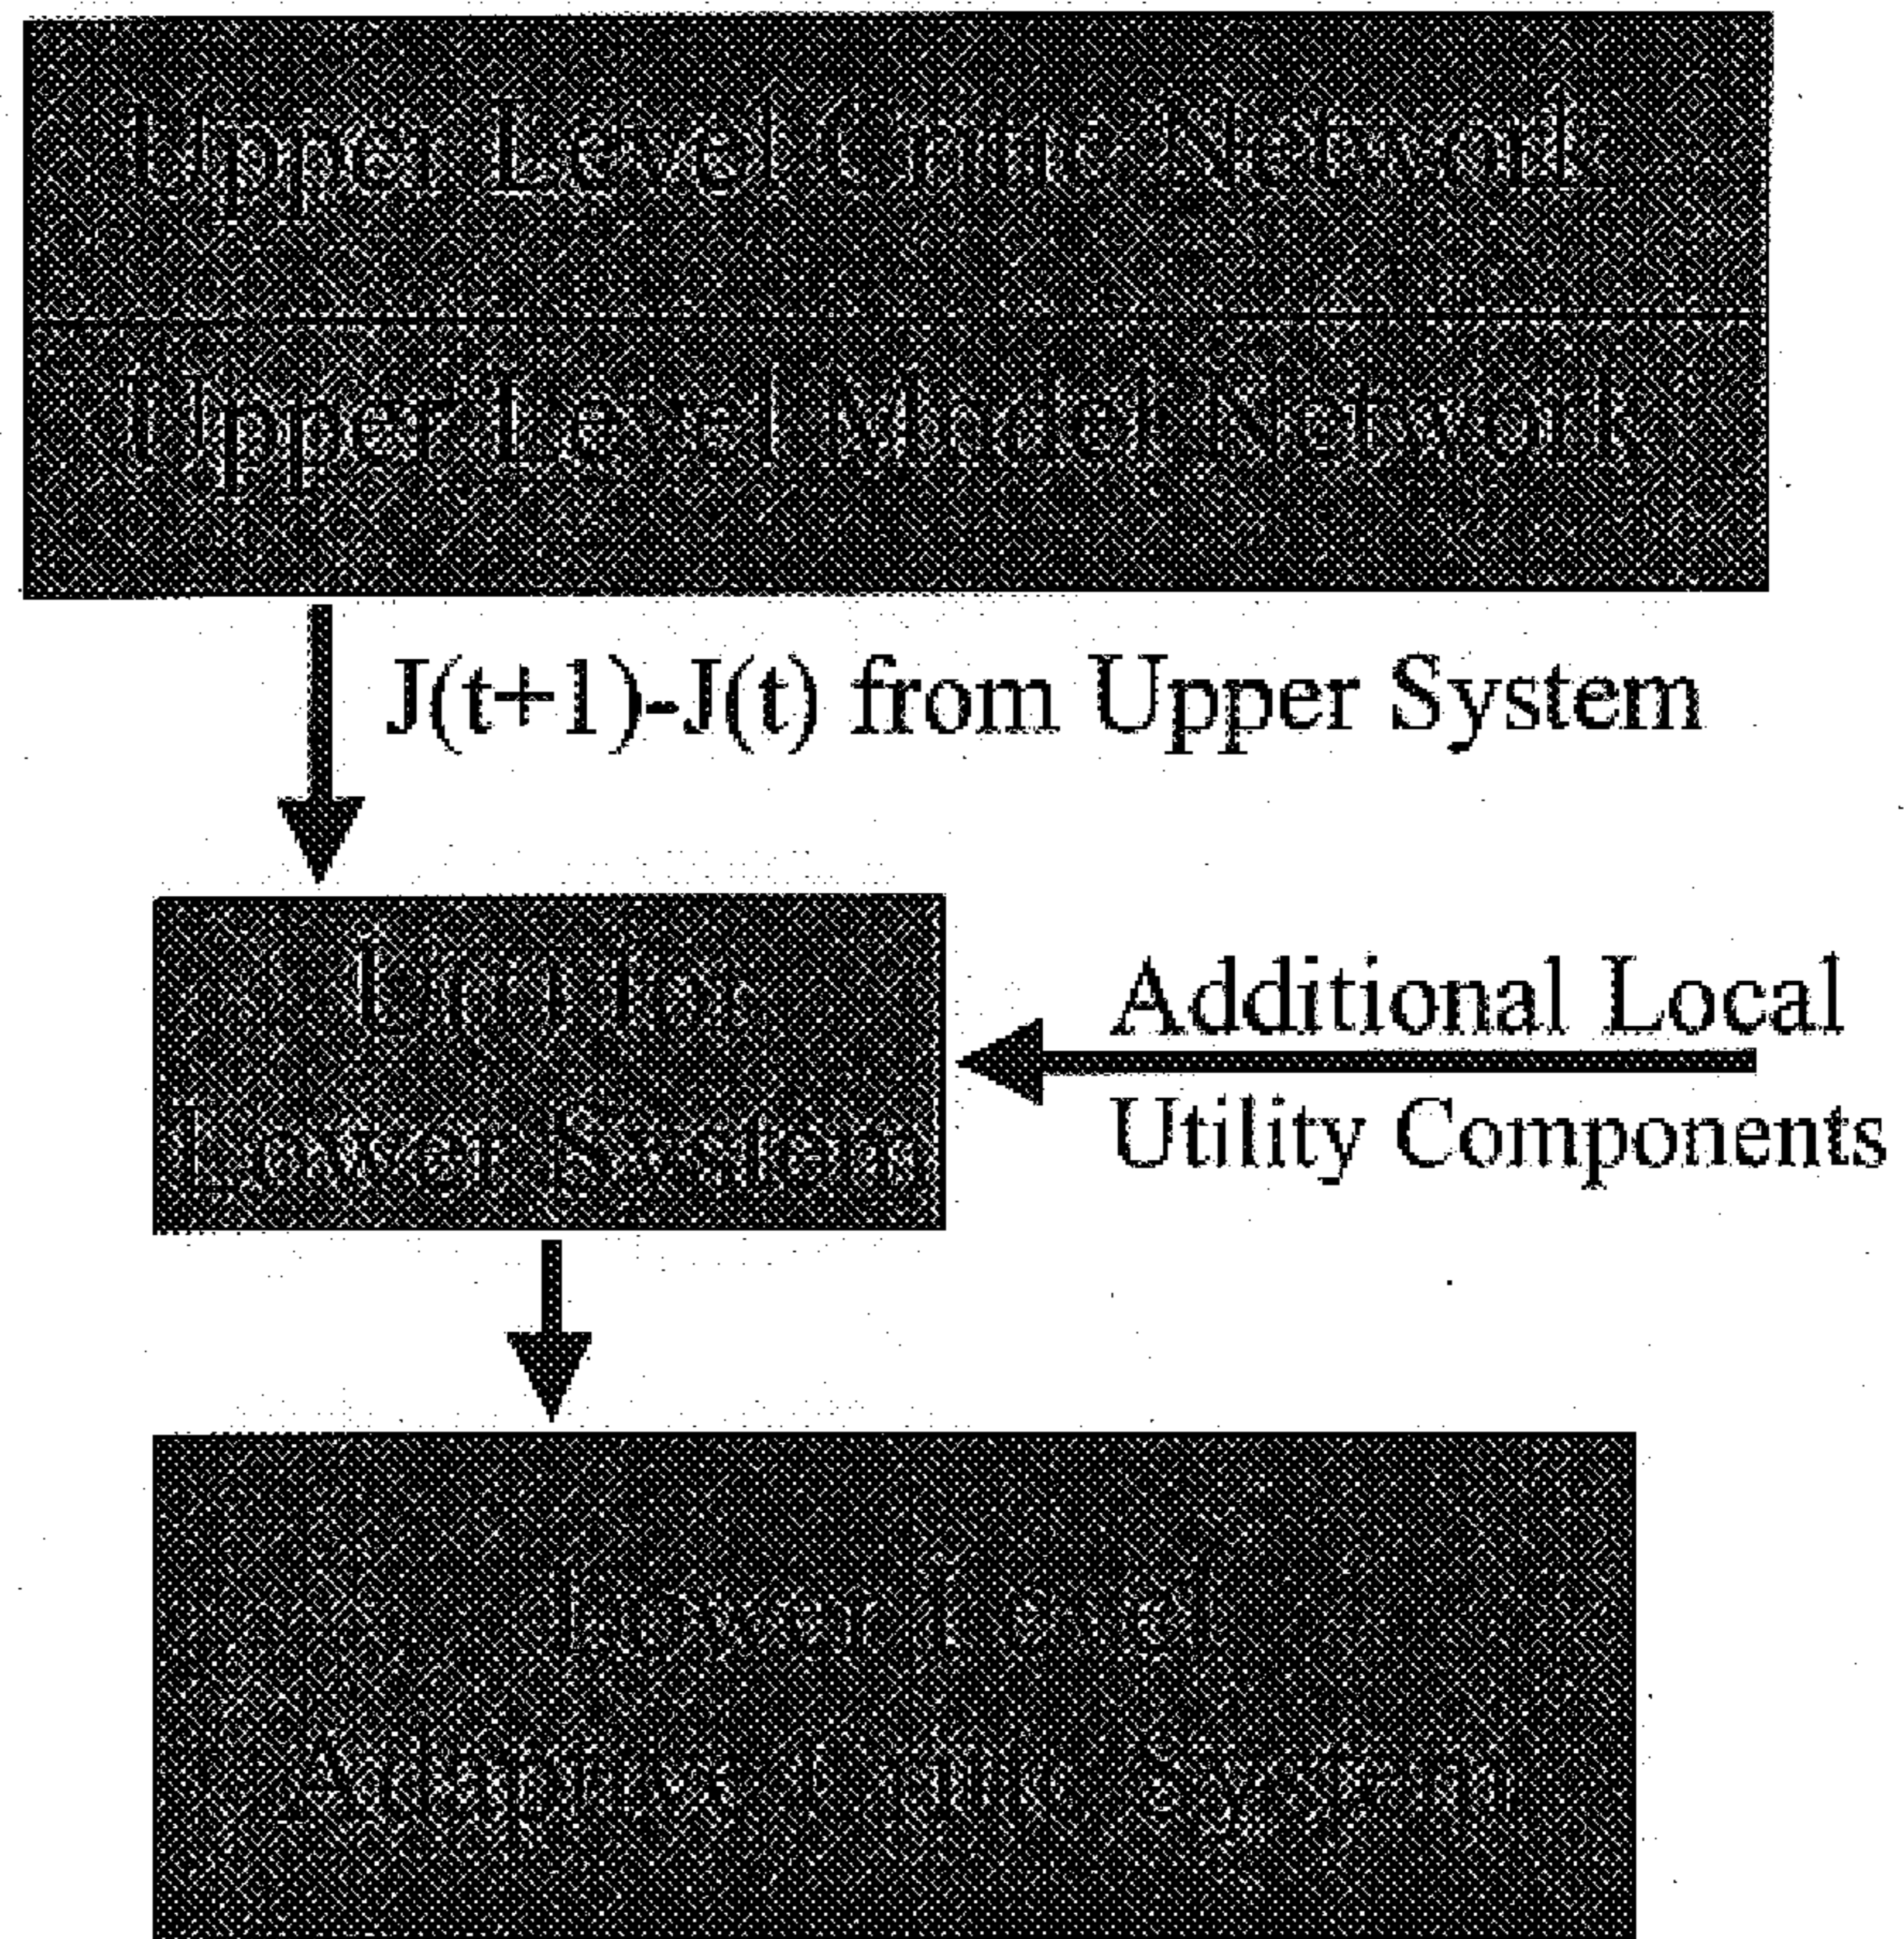 Upper Level Critic Network
Upper Level Model Network
J(t+1)-J(t) from Upper System
U(t) for
Additional Local
Lower System
Utility Components
Lower Level
Adaptive Critic System